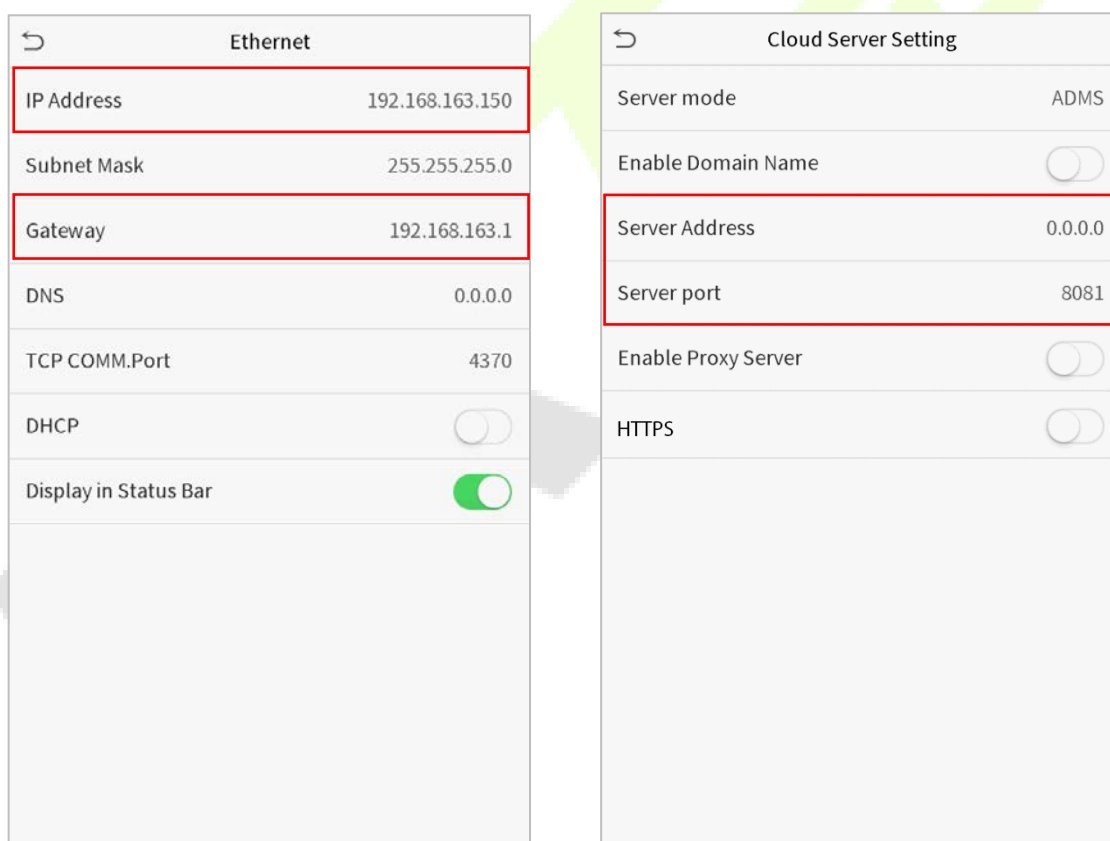 Ethernet
IP Address 192.168.163.150
Subnet Mask 255.255.255.0
Gateway 192.168.163.1
DNS 0.0.0.0
TCP COMM.Port 4370
DHCP
Display in Status Bar
Cloud Server Setting
Server mode ADMS
Enable Domain Name
Server Address 0.0.0.0
Server port 8081
Enable Proxy Server
HTTPS